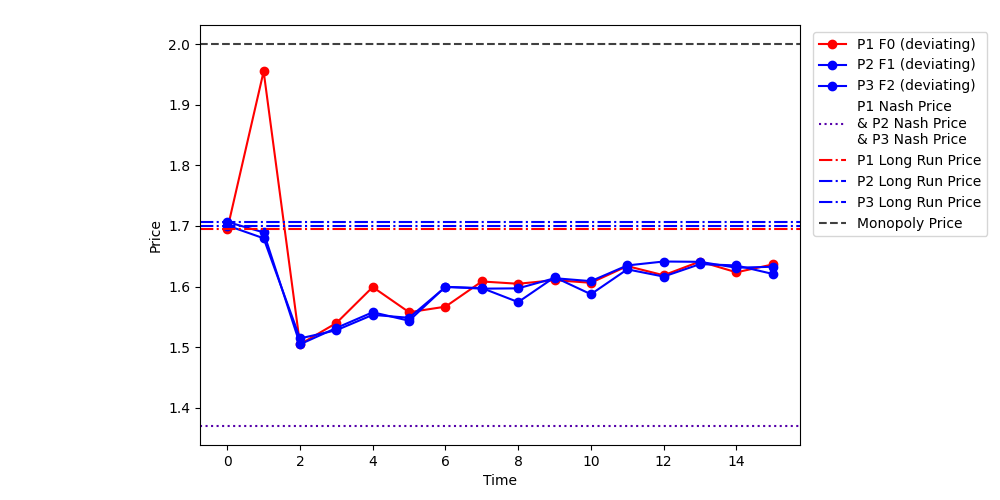 2.0
1.9
1.8
1.7
1.6
1.5
1.4
Price
0 2 4 6 8 10 12 14
Time
P1 F0 (deviating)
P2 F1 (deviating)
P3 F2 (deviating)
P1 Nash Price
& P2 Nash Price
& P3 Nash Price
P1 Long Run Price
P2 Long Run Price
P3 Long Run Price
Monopoly Price